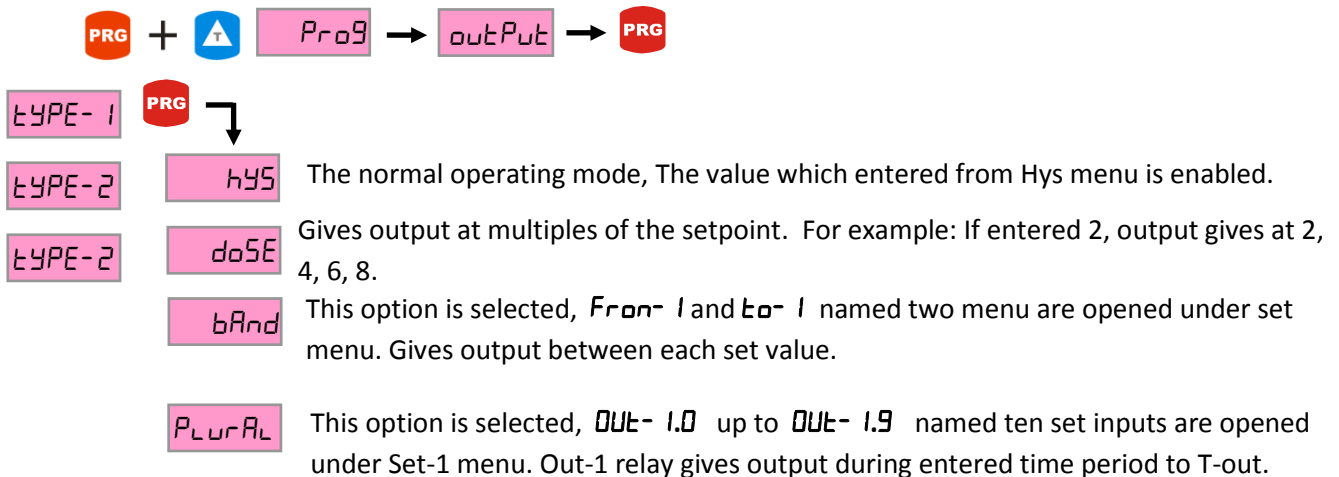 PRG + T Prog → outPut → PRG
tYPE-1 PRG
tYPE-2 hYS The normal operating mode, The value which entered from Hys menu is enabled.
tYPE-2 doSE Gives output at multiples of the setpoint. For example: If entered 2, output gives at 2,
4, 6, 8.
bAnd This option is selected, Fron-1 and to-1 named two menu are opened under set
menu. Gives output between each set value.
PLurAL This option is selected, OUt-1.0 up to OUt-1.9 named ten set inputs are opened
under Set-1 menu. Out-1 relay gives output during entered time period to T-out.